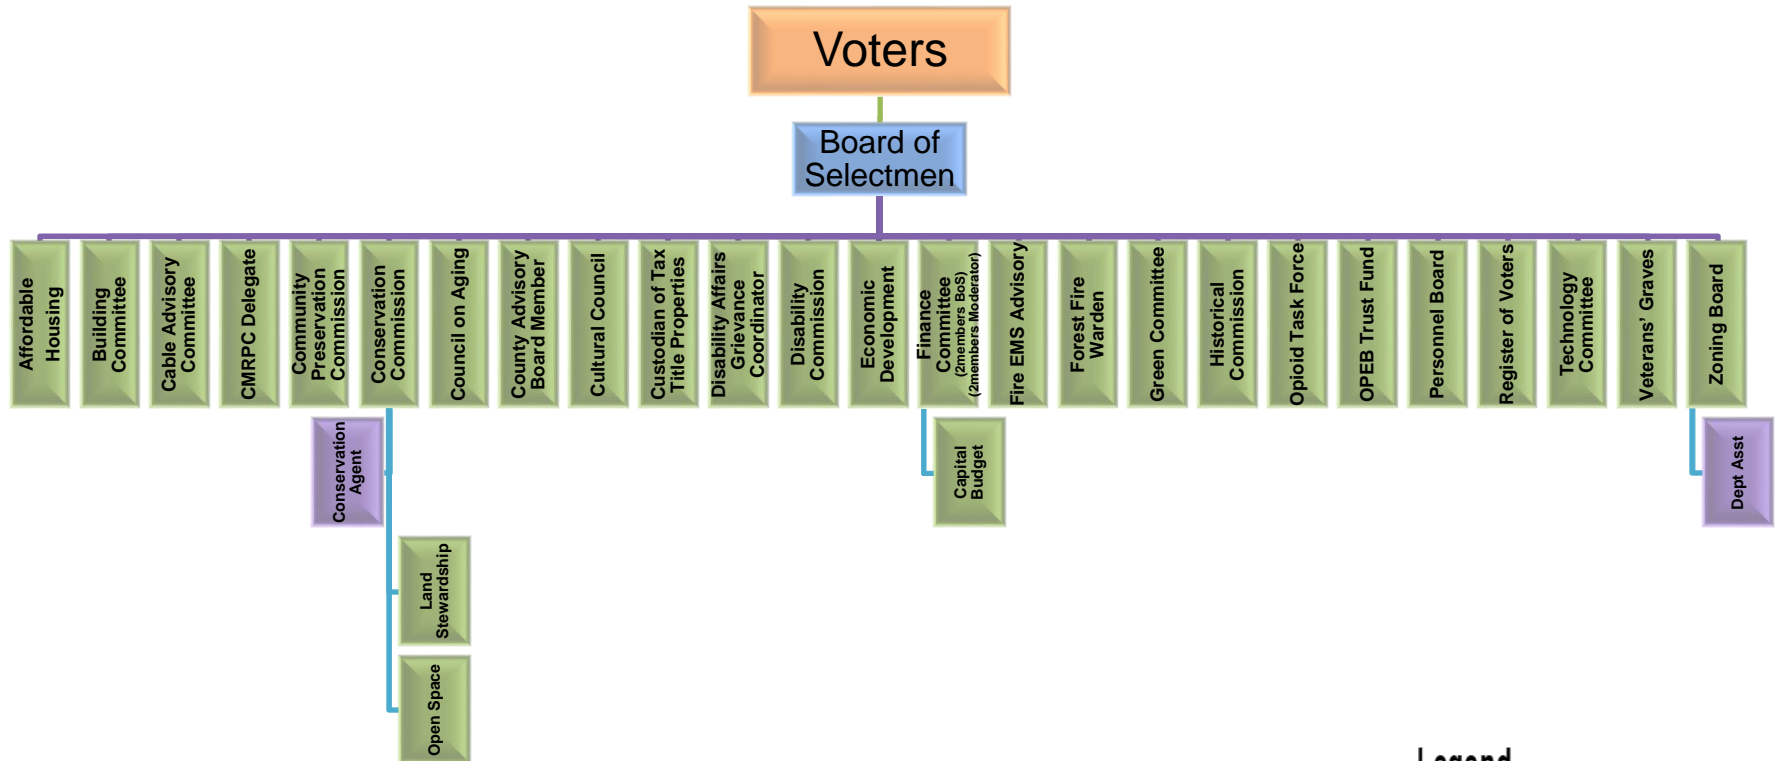 Voters
Board of
Selectmen
Affordable
Housing
Building
Committee
Cable Advisory
Committee
CMRPC Delegate
Community
Preservation
Commission
Conservation
Commission
Council on Aging
County Advisory
Board Member
Cultural Council
Custodian of Tax
Title Properties
Disability Affairs
Grievance
Coordinator
Disability
Commission
Economic
Development
Finance
Committee
(2members BoS)
(2members Moderator)
Fire EMS Advisory
Forest Fire
Warden
Green Committee
Historical
Commission
Opioid Task Force
OPEB Trust Fund
Personnel Board
Register of Voters
Technology
Committee
Veterans' Graves
Zoning Board
Conservation
Agent
Capital
Budget
Dept Asst
Land
Stewardship
Open Space
Legend